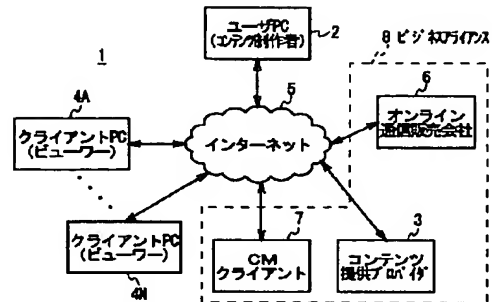 ユーザPC
(コンテンツ制作者)
2
8 ビジネスアライアンス
1
5
6
4A
クライアントPC
(ビューワー)
インターネット
オンライン
通信販売会社
7
3
クライアントPC
(ビューワー)
CM
クライアント
コンテンツ
提供プロバイダ
4N